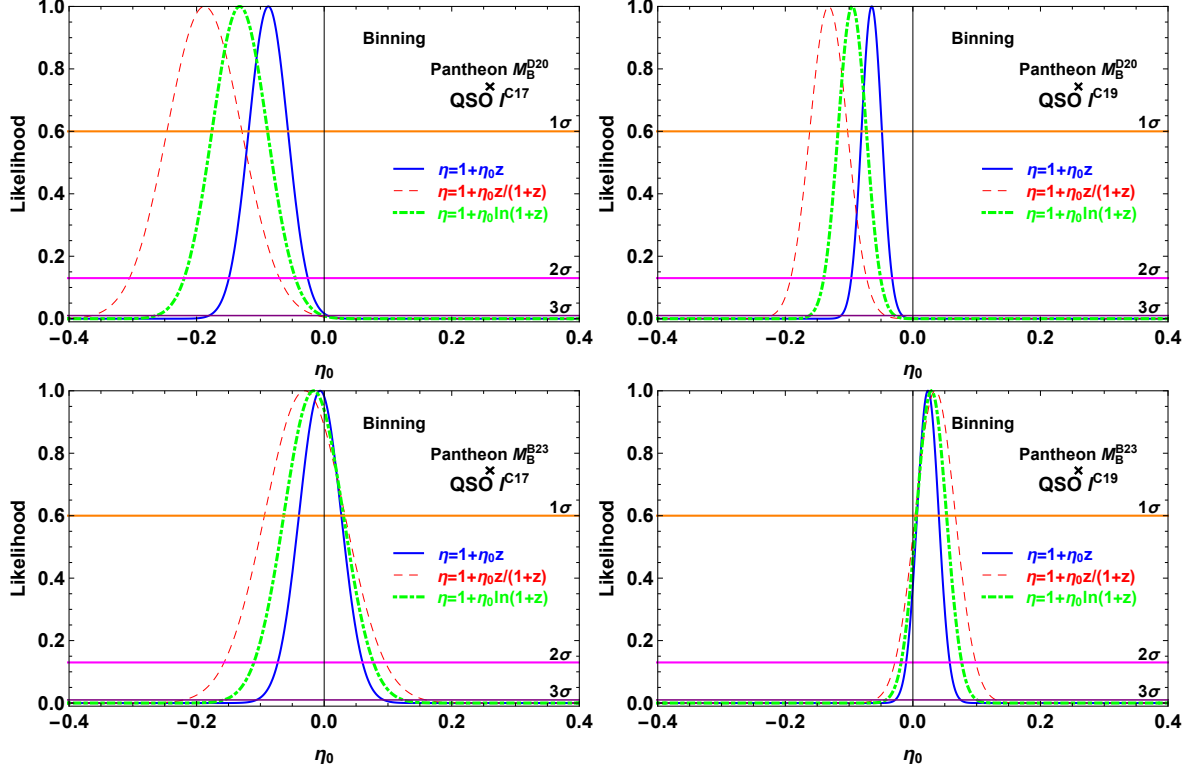 Likelihood
1.0
0.8
0.6
0.4
0.2
0.0
−0.4 −0.2 0.0 0.2 0.4
η₀
Binning
Pantheon M_B^D20
×
QSO l^C17
1σ
η=1+η₀z
η=1+η₀z/(1+z)
η=1+η₀ln(1+z)
2σ
3σ
Likelihood
1.0
0.8
0.6
0.4
0.2
0.0
−0.4 −0.2 0.0 0.2 0.4
η₀
Binning
Pantheon M_B^D20
×
QSO l^C19
1σ
η=1+η₀z
η=1+η₀z/(1+z)
η=1+η₀ln(1+z)
2σ
3σ
Likelihood
1.0
0.8
0.6
0.4
0.2
0.0
−0.4 −0.2 0.0 0.2 0.4
η₀
Binning
Pantheon M_B^B23
×
QSO l^C17
1σ
η=1+η₀z
η=1+η₀z/(1+z)
η=1+η₀ln(1+z)
2σ
3σ
Likelihood
1.0
0.8
0.6
0.4
0.2
0.0
−0.4 −0.2 0.0 0.2 0.4
η₀
Binning
Pantheon M_B^B23
×
QSO l^C19
1σ
η=1+η₀z
η=1+η₀z/(1+z)
η=1+η₀ln(1+z)
2σ
3σ